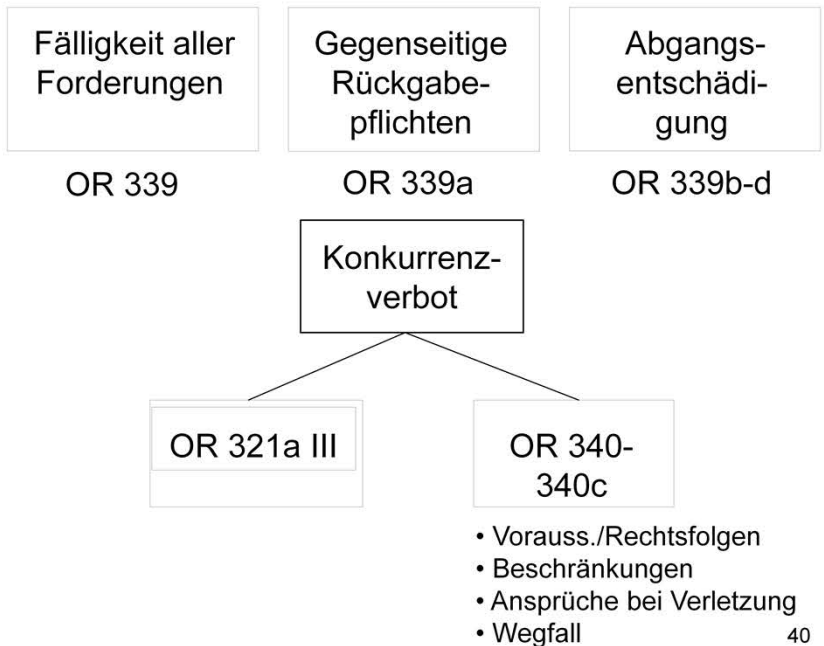 Fälligkeit aller
Forderungen
Gegenseitige
Rückgabe-
pflichten
Abgangs-
entschädi-
gung
OR 339
OR 339a
OR 339b-d
Konkurrenz-
verbot
OR 321a III
OR 340-
340c
• Vorauss./Rechtsfolgen
• Beschränkungen
• Ansprüche bei Verletzung
• Wegfall
40